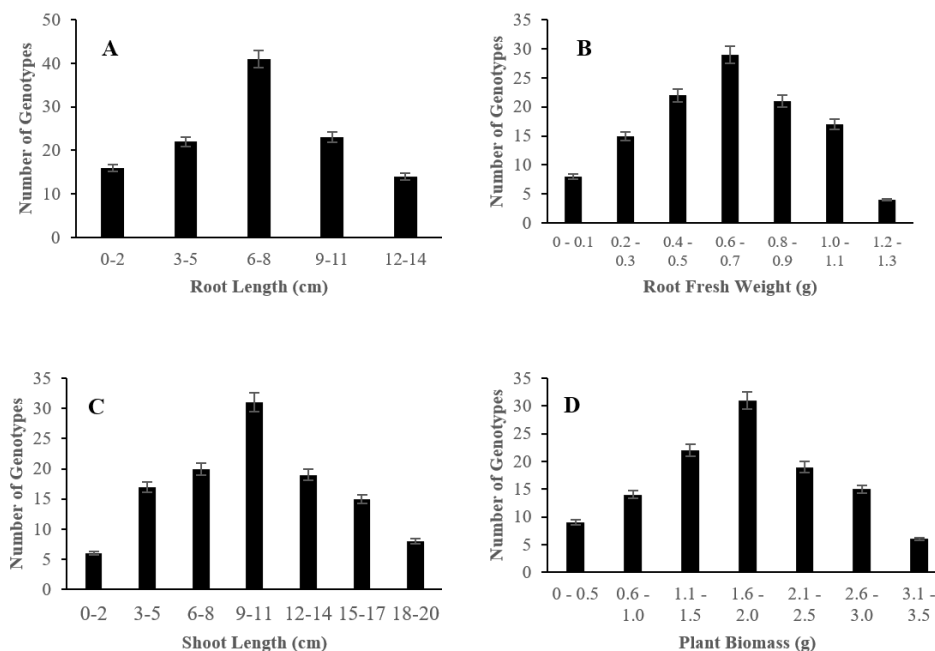 A
Number of Genotypes
50
40
30
20
10
0
0-2 3-5 6-8 9-11 12-14
Root Length (cm)
B
Number of Genotypes
35
30
25
20
15
10
5
0
0 - 0.1 0.2 - 0.4 - 0.6 - 0.8 - 1.0 - 1.2 -
0.3 0.5 0.7 0.9 1.1 1.3
Root Fresh Weight (g)
C
Number of Genotypes
35
30
25
20
15
10
5
0
0-2 3-5 6-8 9-11 12-14 15-17 18-20
Shoot Length (cm)
D
Number of Genotypes
35
30
25
20
15
10
5
0
0 - 0.5 0.6 - 1.1 - 1.6 - 2.1 - 2.6 - 3.1 -
1.0 1.5 2.0 2.5 3.0 3.5
Plant Biomass (g)